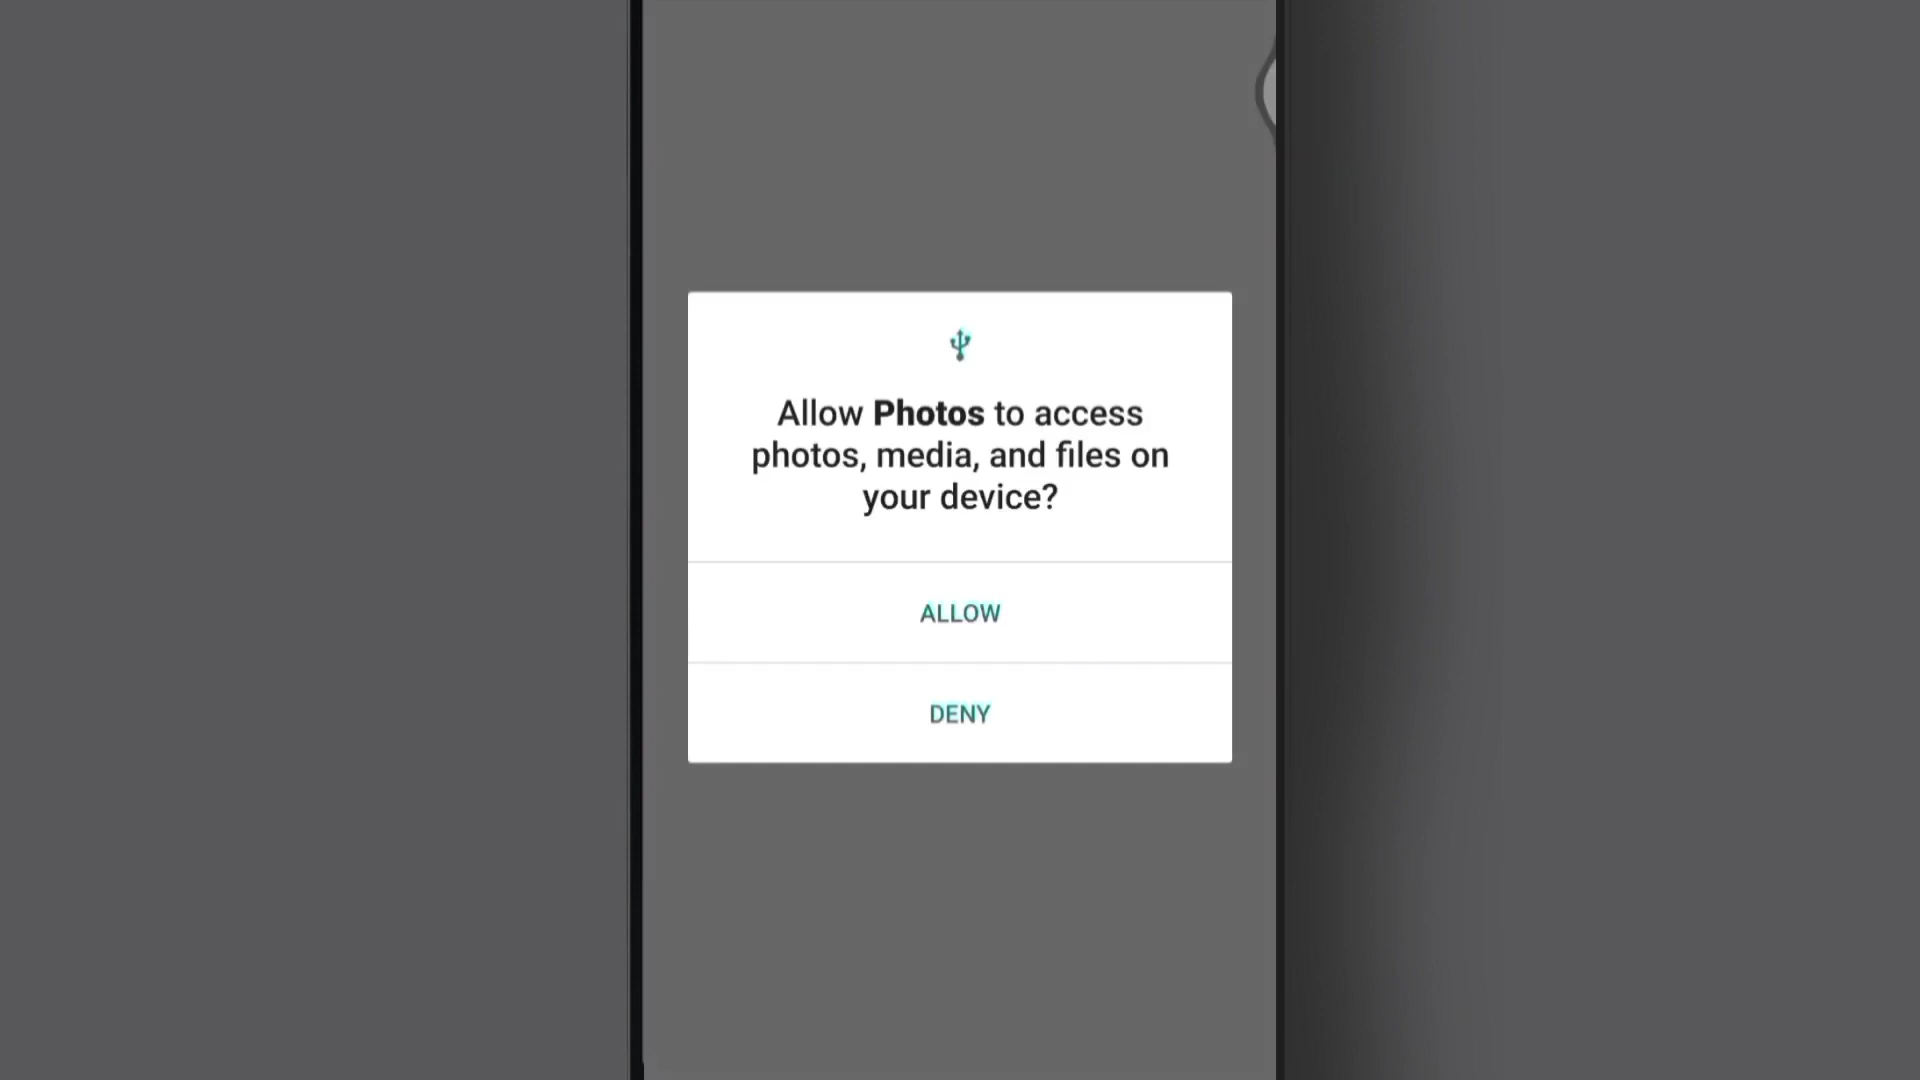 Allow Photos to access
photos, media, and files on
your device?
ALLOW
DENY